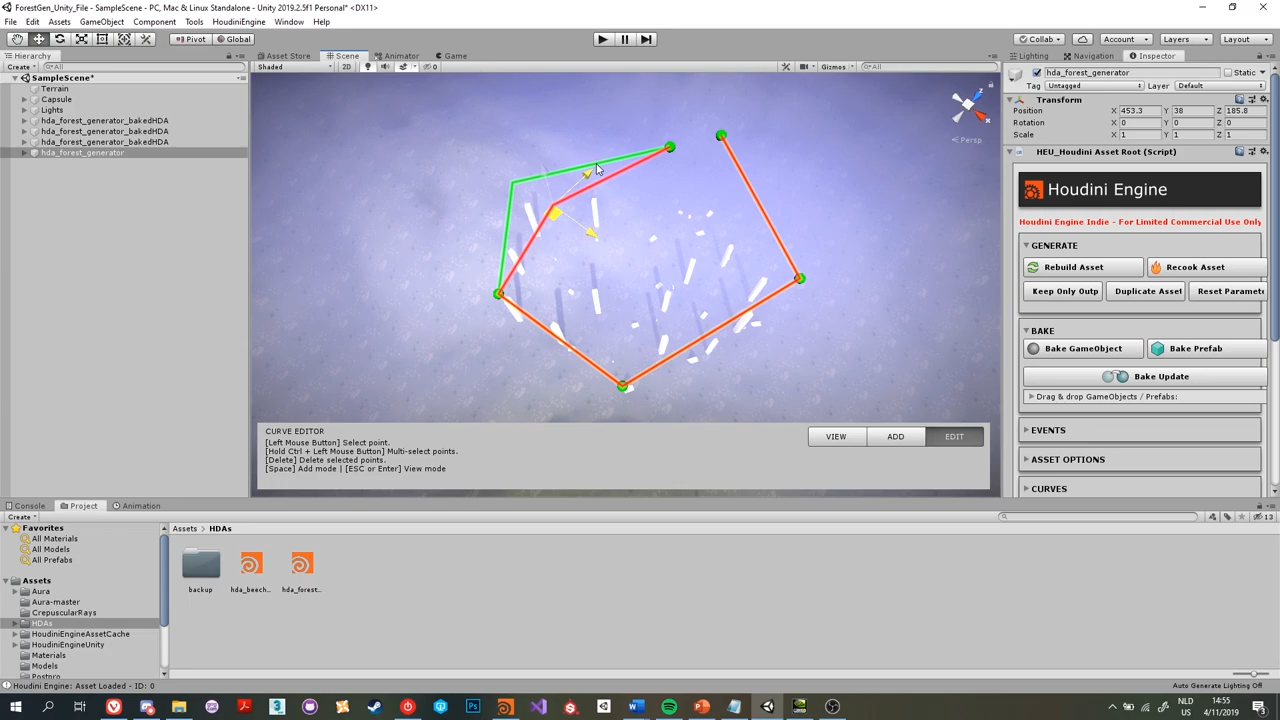 ForestGen_Unity_File - SampleScene - PC, Mac & Linux Standalone - Unity 2019.2.5f1 Personal* <DX11>
File Edit Assets GameObject Component Tools HoudiniEngine Window Help
Pivot Global Collab Account Layers Layout
Hierarchy Asset Store Scene Animator Game Lighting Navigation Inspector
Create All Shaded 2D 0 Gizmos All
hda_forest_generator Static
Tag Untagged Layer Default
SampleScene*
Terrain
Capsule
Lights
hda_forest_generator_bakedHDA
hda_forest_generator_bakedHDA
hda_forest_generator_bakedHDA
hda_forest_generator
Persp
Transform
Position X 453.3 Y 38 Z 185.8
Rotation X 0 Y 0 Z 0
Scale X 1 Y 1 Z 1
HEU_Houdini Asset Root (Script)
Houdini Engine
Houdini Engine Indie - For Limited Commercial Use Only
GENERATE
Rebuild Asset Recook Asset
Keep Only Outp Duplicate Asset Reset Paramete
BAKE
Bake GameObject Bake Prefab
Bake Update
Drag & drop GameObjects / Prefabs:
EVENTS
ASSET OPTIONS
CURVES
CURVE EDITOR
[Left Mouse Button] Select point.
[Hold Ctrl + Left Mouse Button] Multi-select points.
[Delete] Delete selected points.
[Space] Add mode | [ESC or Enter] View mode
VIEW ADD EDIT
Console Project Animation
Create 13
Favorites
All Materials
All Models
All Prefabs
Assets
Aura
Aura-master
CrepuscularRays
HDAs
HoudiniEngineAssetCache
HoudiniEngineUnity
Materials
Models
Postpro
Assets > HDAs
backup hda_beech... hda_forest...
Houdini Engine: Asset Loaded - ID: 0
Auto Generate Lighting Off
NLD
US
14:55
4/11/2019